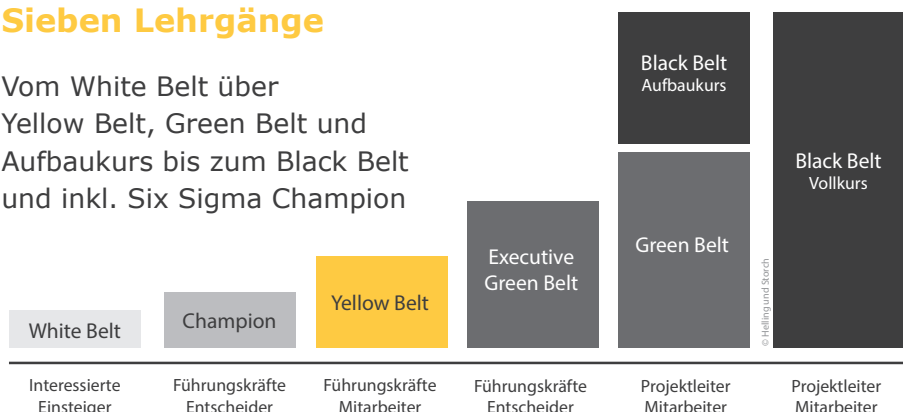 Sieben Lehrgänge
Vom White Belt über
Yellow Belt, Green Belt und
Aufbaukurs bis zum Black Belt
und inkl. Six Sigma Champion
White Belt
Champion
Yellow Belt
Executive
Green Belt
Black Belt
Aufbaukurs
Green Belt
© Helling und Storch
Black Belt
Vollkurs
Interessierte
Einsteiger
Führungskräfte
Entscheider
Führungskräfte
Mitarbeiter
Führungskräfte
Entscheider
Projektleiter
Mitarbeiter
Projektleiter
Mitarbeiter